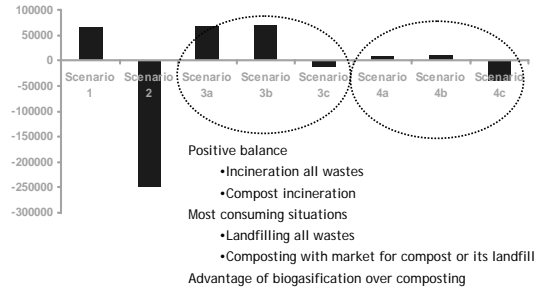 100000
50000
0
-50000
-100000
-150000
-200000
-250000
-300000
Scenario Scenario Scenario Scenario Scenario Scenario Scenario Scenario
1 2 3a 3b 3c 4a 4b 4c
Positive balance
•Incineration all wastes
•Compost incineration
Most consuming situations
•Landfilling all wastes
•Composting with market for compost or its landfill
Advantage of biogasification over composting